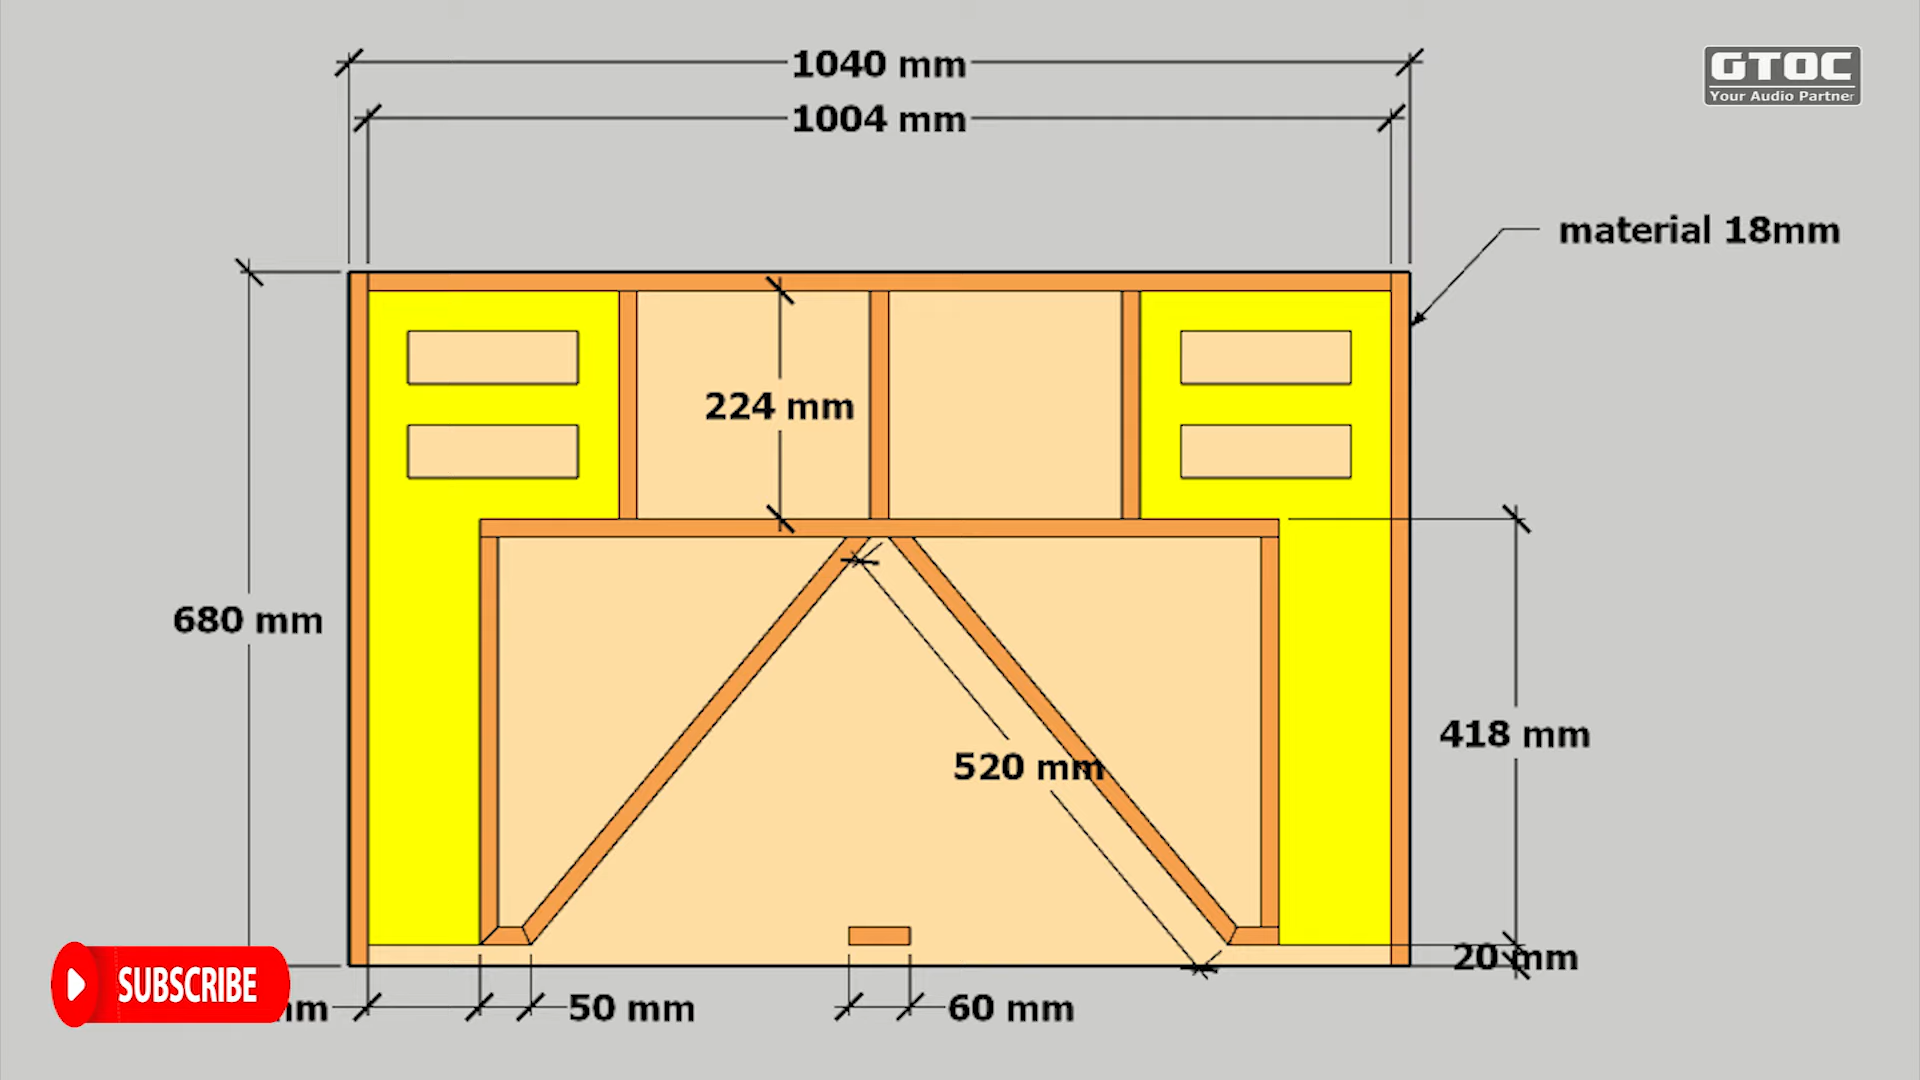 1040 mm
GTOC
Your Audio Partner
1004 mm
material 18mm
224 mm
680 mm
418 mm
520 mm
20 mm
SUBSCRIBE
50 mm
60 mm